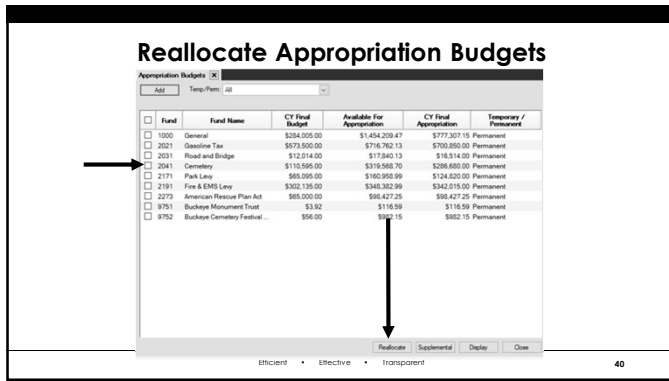 Reallocate Appropriation Budgets
Appropriation Budgets X
Add Temp/Perm: All
Fund Fund Name CY Final Budget Available For Appropriation CY Final Appropriation Temporary / Permanent
1000 General $284,005.00 $1,454,209.47 $777,307.15 Permanent
2021 Gasoline Tax $573,500.00 $716,762.13 $700,850.00 Permanent
2031 Road and Bridge $12,014.00 $17,840.13 $16,514.00 Permanent
2041 Cemetery $110,595.00 $319,568.70 $286,680.00 Permanent
2171 Park Levy $65,095.00 $160,958.99 $124,820.00 Permanent
2191 Fire & EMS Levy $302,135.00 $348,382.99 $342,015.00 Permanent
2273 American Rescue Plan Act $65,000.00 $98,427.25 $98,427.25 Permanent
9751 Buckeye Monument Trust $3.92 $116.59 $116.59 Permanent
9752 Buckeye Cemetery Festival ... $56.00 $982.15 $982.15 Permanent
Reallocate Supplemental Display Close
Efficient • Effective • Transparent
40